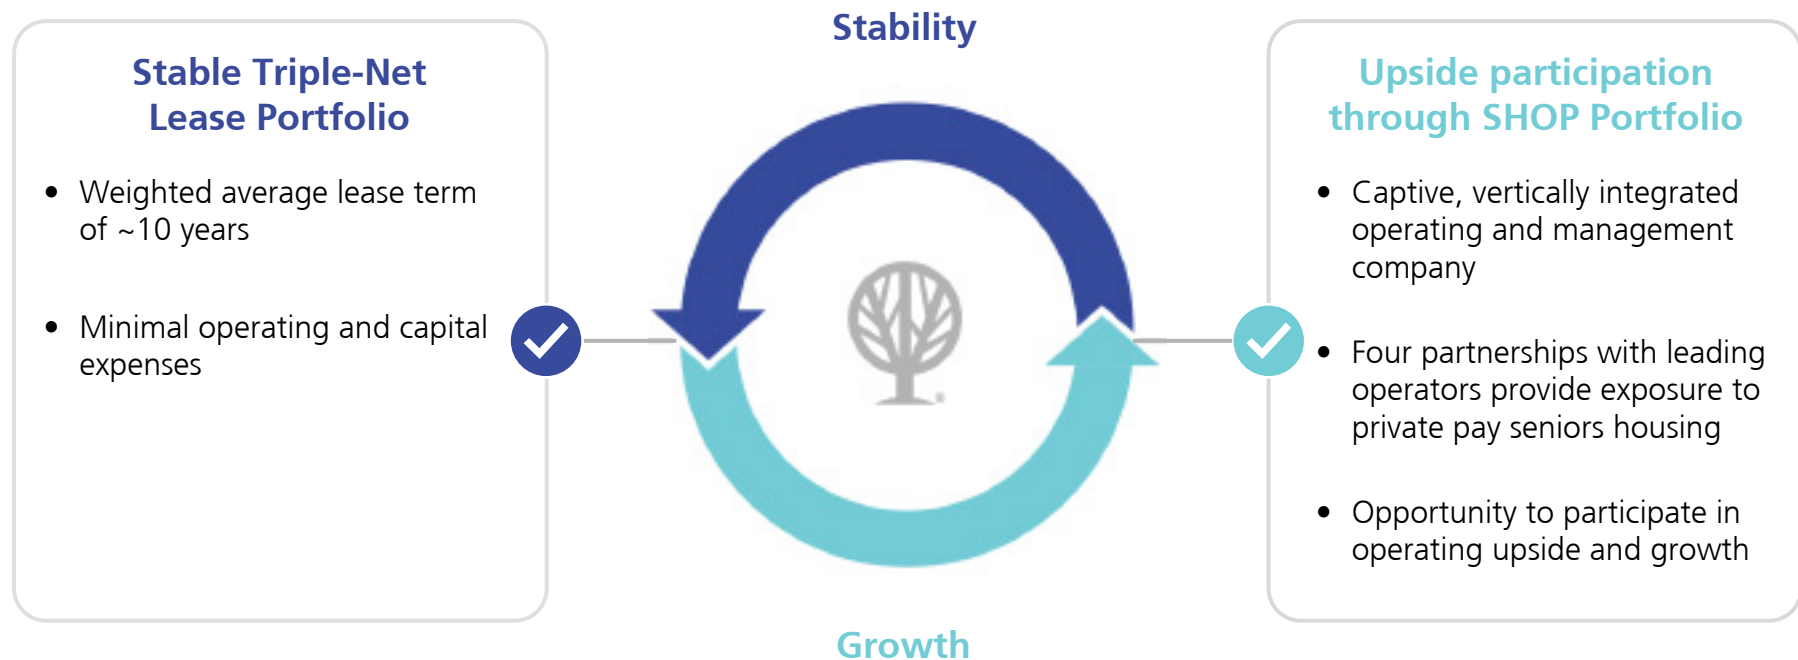 Stability
Stable Triple-Net
Lease Portfolio
• Weighted average lease term
of ~10 years
• Minimal operating and capital
expenses
Upside participation
through SHOP Portfolio
• Captive, vertically integrated
operating and management
company
• Four partnerships with leading
operators provide exposure to
private pay seniors housing
• Opportunity to participate in
operating upside and growth
®
Growth